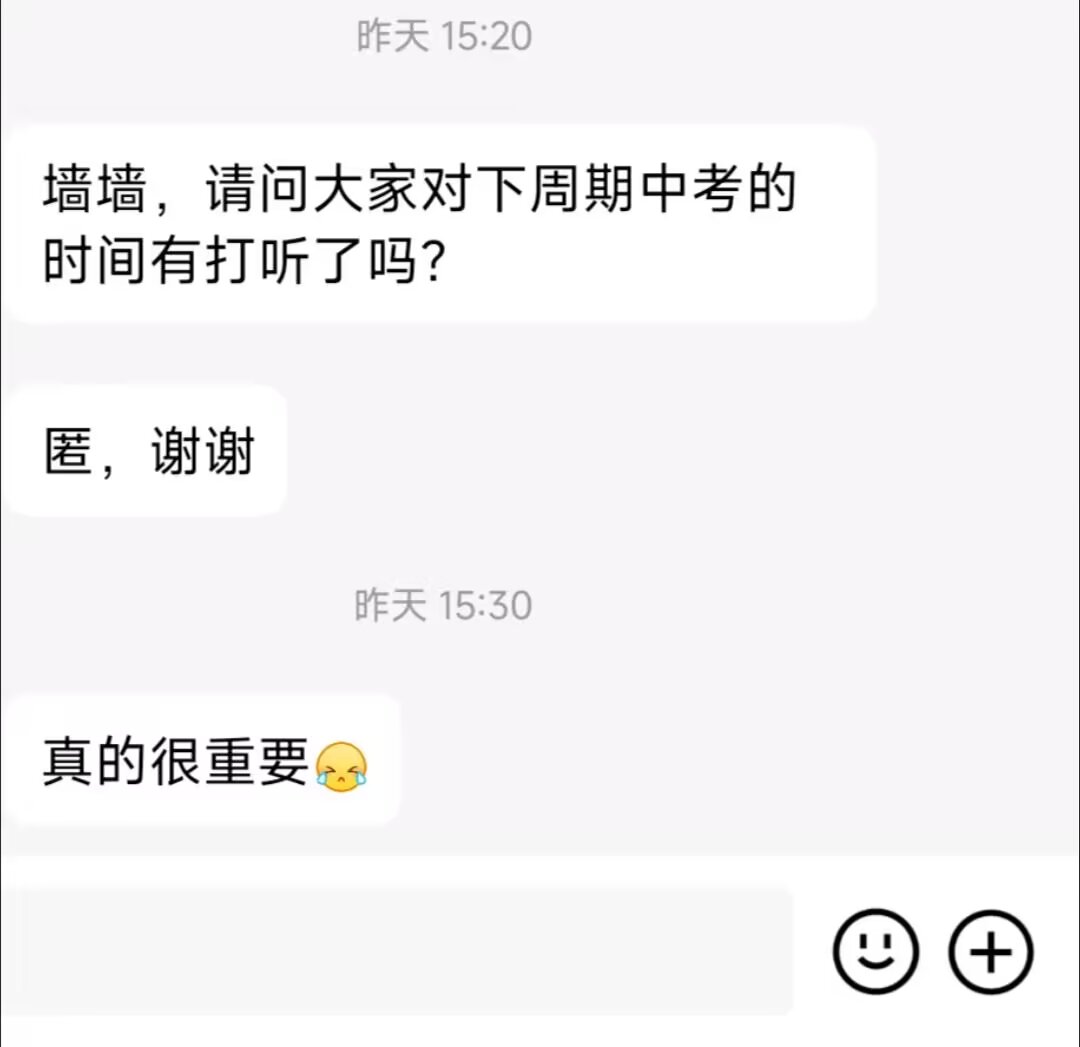 昨天 15:20
墙墙，请问大家对下周期中考的
时间有打听了吗？
匿，谢谢
昨天 15:30
真的很重要😭